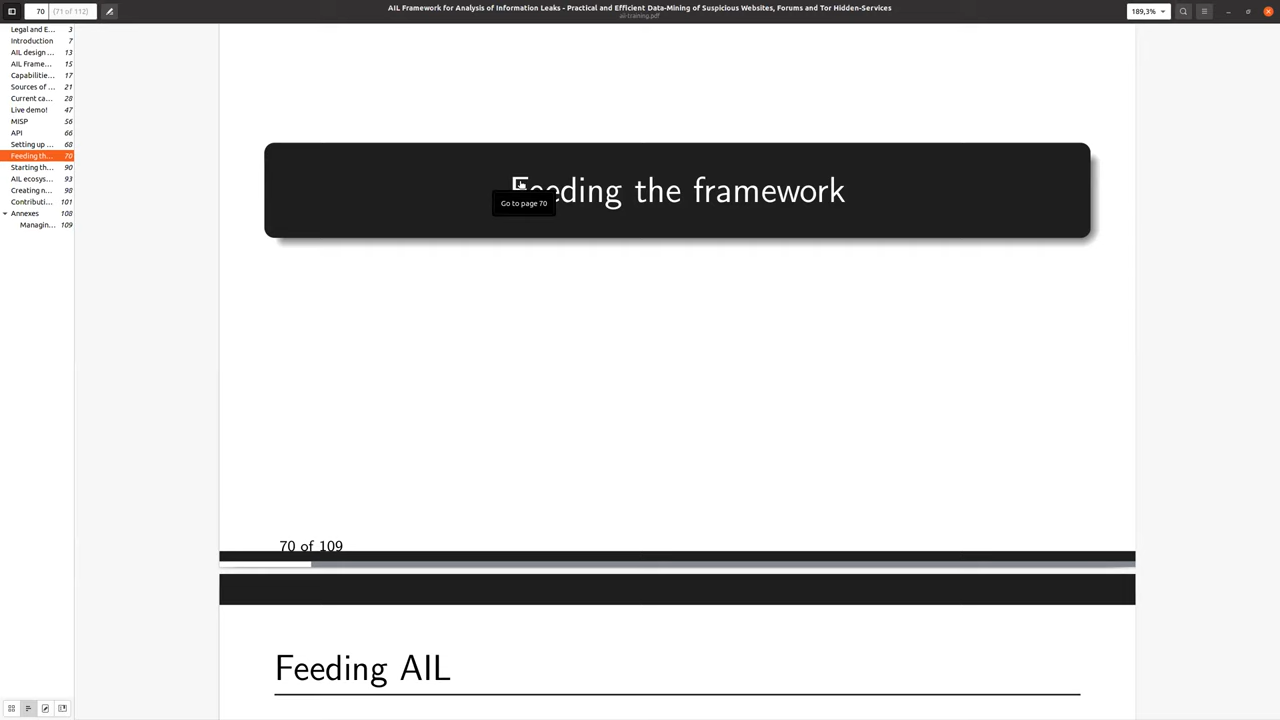 70 (71 of 112)
AIL Framework for Analysis of Information Leaks - Practical and Efficient Data-Mining of Suspicious Websites, Forums and Tor Hidden-Services
ail-training.pdf
189,3%
Legal and E... 3
Introduction 7
AIL design ... 13
AIL Frame... 15
Capabilitie... 17
Sources of ... 21
Current ca... 28
Live demo! 47
MISP 56
API 66
Setting up ... 68
Feeding th... 70
Starting th... 90
AIL ecosys... 93
Creating n... 98
Contributi... 101
Annexes 108
Managin... 109
Feeding the framework
Go to page 70
70 of 109
Feeding AIL